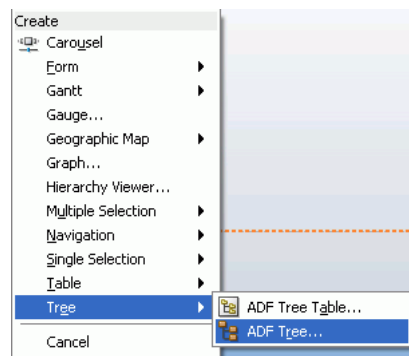 Create
Carousel
Form
Gantt
Gauge...
Geographic Map
Graph...
Hierarchy Viewer...
Multiple Selection
Navigation
Single Selection
Table
Tree
ADF Tree Table...
ADF Tree...
Cancel